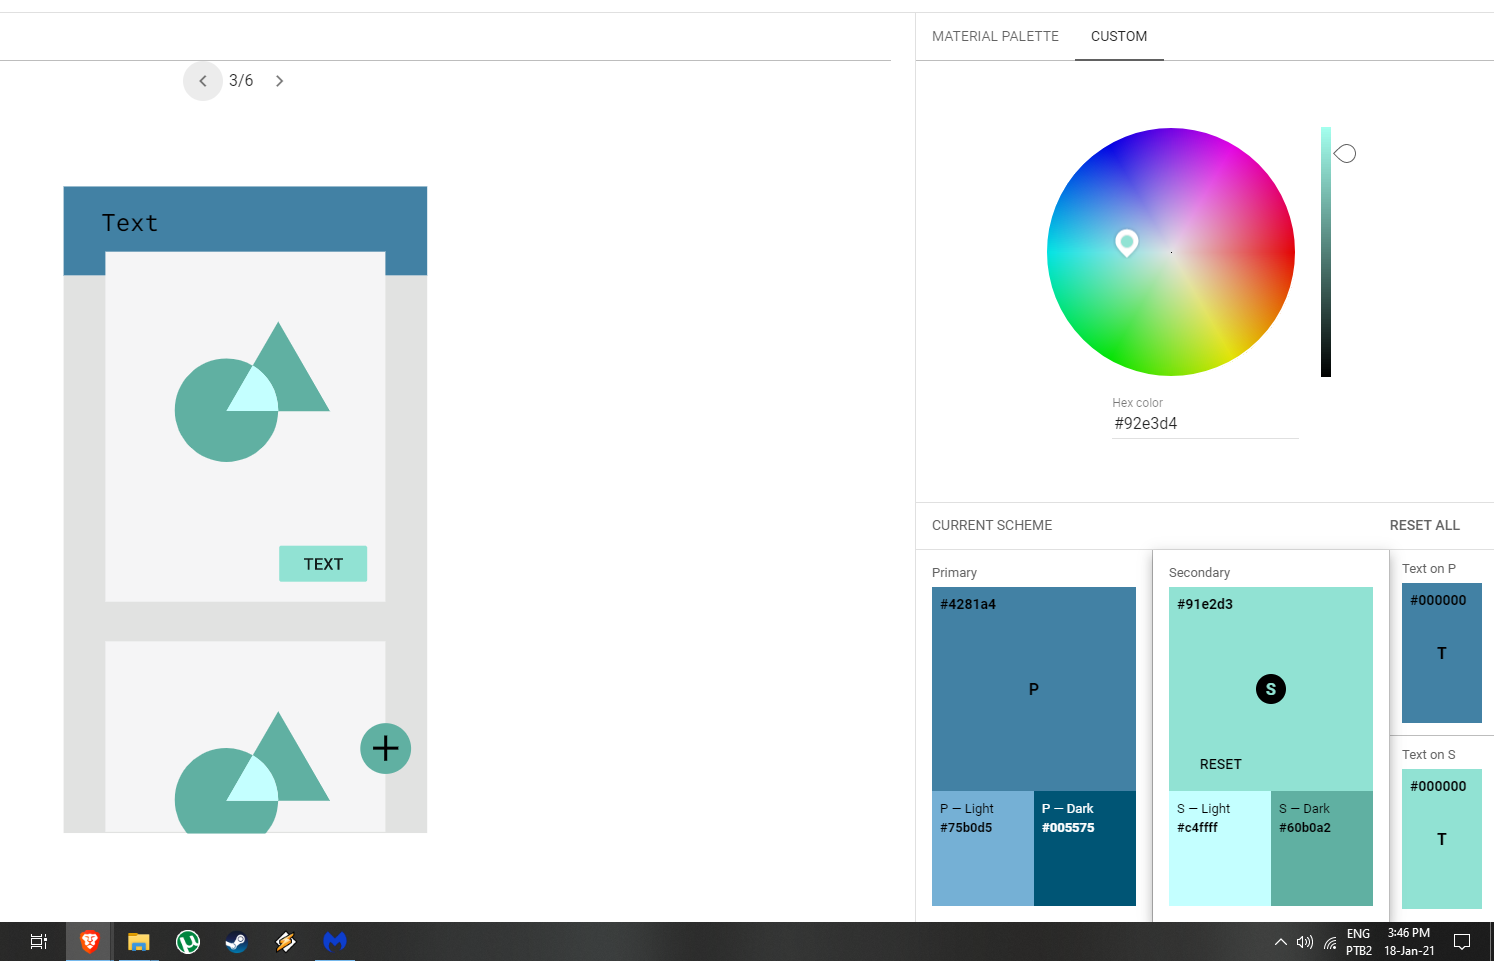 MATERIAL PALETTE
CUSTOM
3/6
Text
TEXT
Hex color
#92e3d4
CURRENT SCHEME
RESET ALL
Primary
#4281a4
P
P — Light
#75b0d5
P — Dark
#005575
Secondary
#91e2d3
S
RESET
S — Light
#c4ffff
S — Dark
#60b0a2
Text on P
#000000
T
Text on S
#000000
T
ENG
PTB2
3:46 PM
18-Jan-21